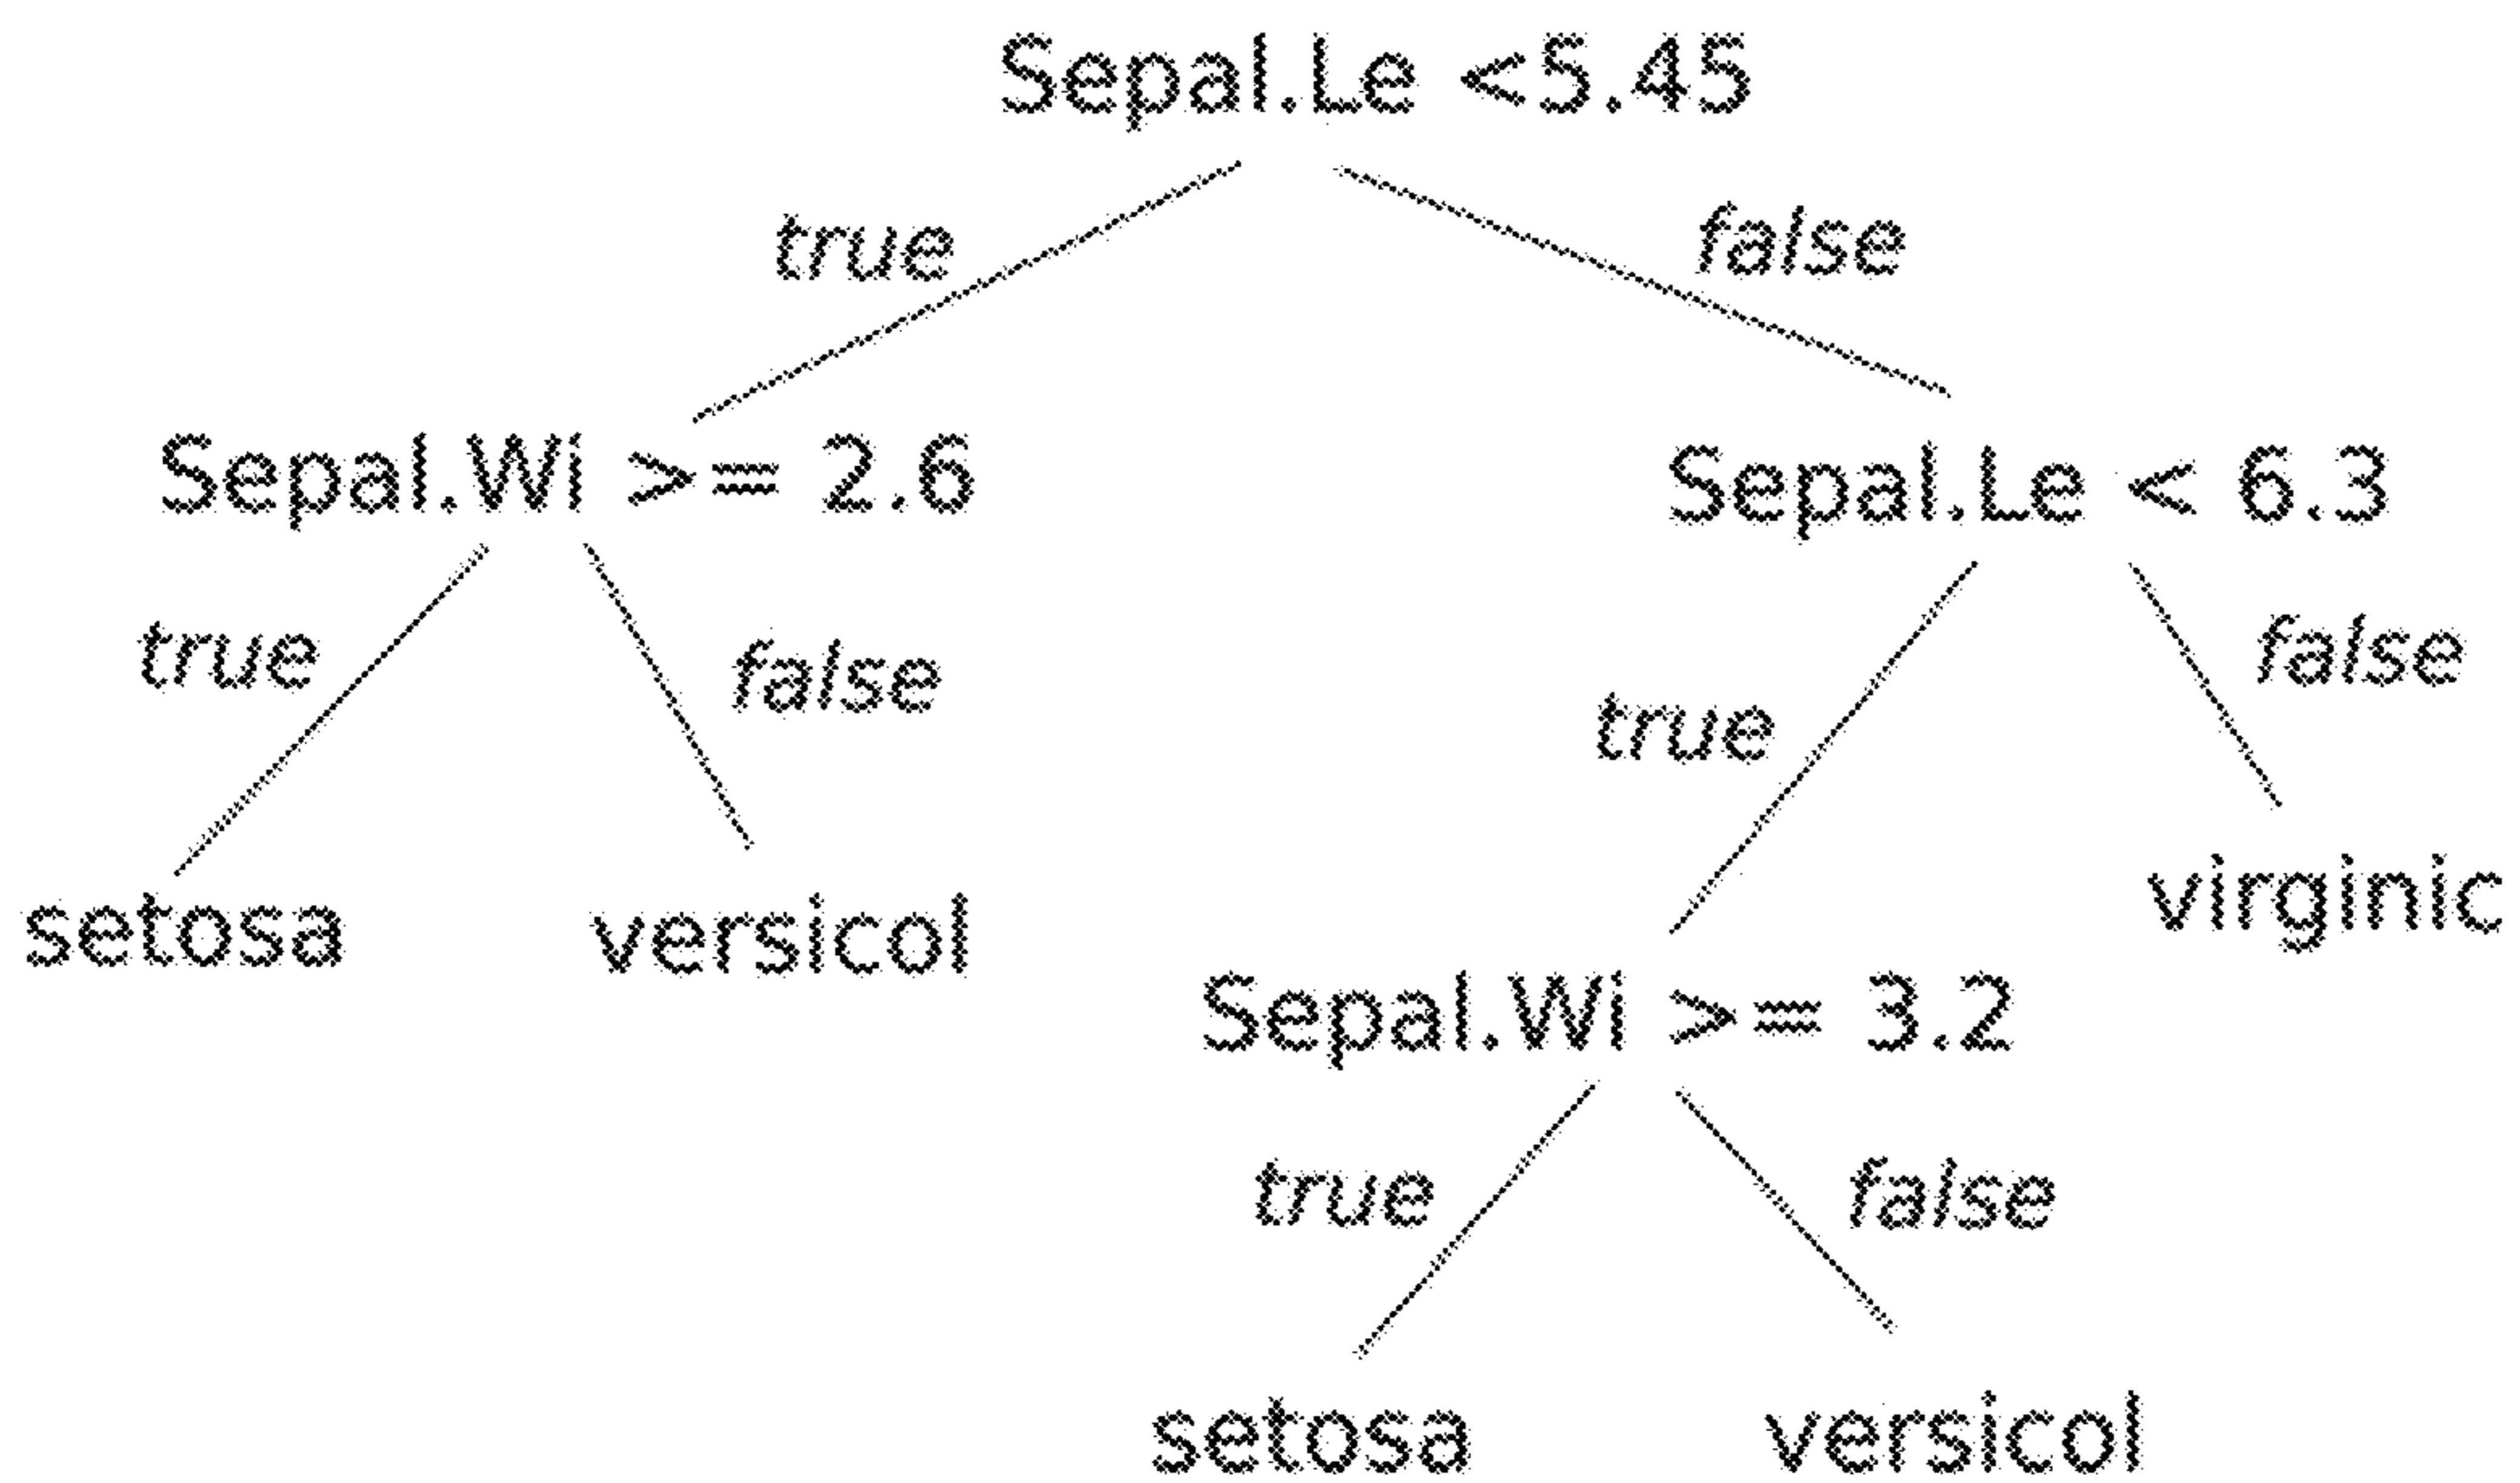 Sepal.Le <5.45
true false
Sepal.Wi >= 2.6 Sepal.Le < 6.3
true false true false
setosa versicol virginic
Sepal.Wi >= 3.2
true false
setosa versicol